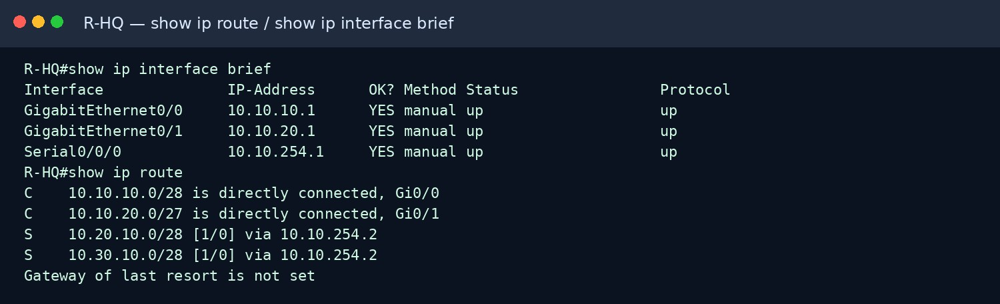 R-HQ — show ip route / show ip interface brief
R-HQ#show ip interface brief
Interface              IP-Address      OK? Method Status                Protocol
GigabitEthernet0/0     10.10.10.1      YES manual up                    up
GigabitEthernet0/1     10.10.20.1      YES manual up                    up
Serial0/0/0            10.10.254.1     YES manual up                    up
R-HQ#show ip route
C    10.10.10.0/28 is directly connected, Gi0/0
C    10.10.20.0/27 is directly connected, Gi0/1
S    10.20.10.0/28 [1/0] via 10.10.254.2
S    10.30.10.0/28 [1/0] via 10.10.254.2
Gateway of last resort is not set